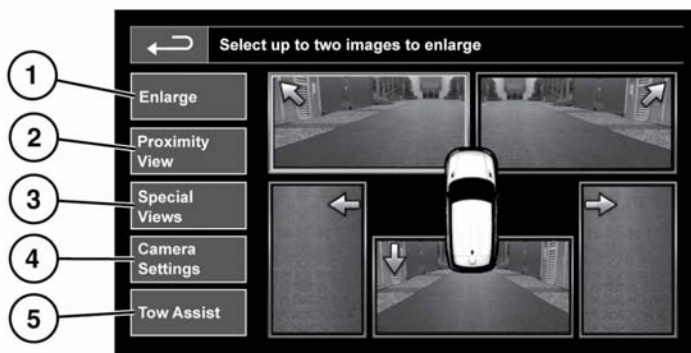 Select up to two images to enlarge
1
Enlarge
2
Proximity
View
3
Special
Views
4
Camera
Settings
5
Tow Assist